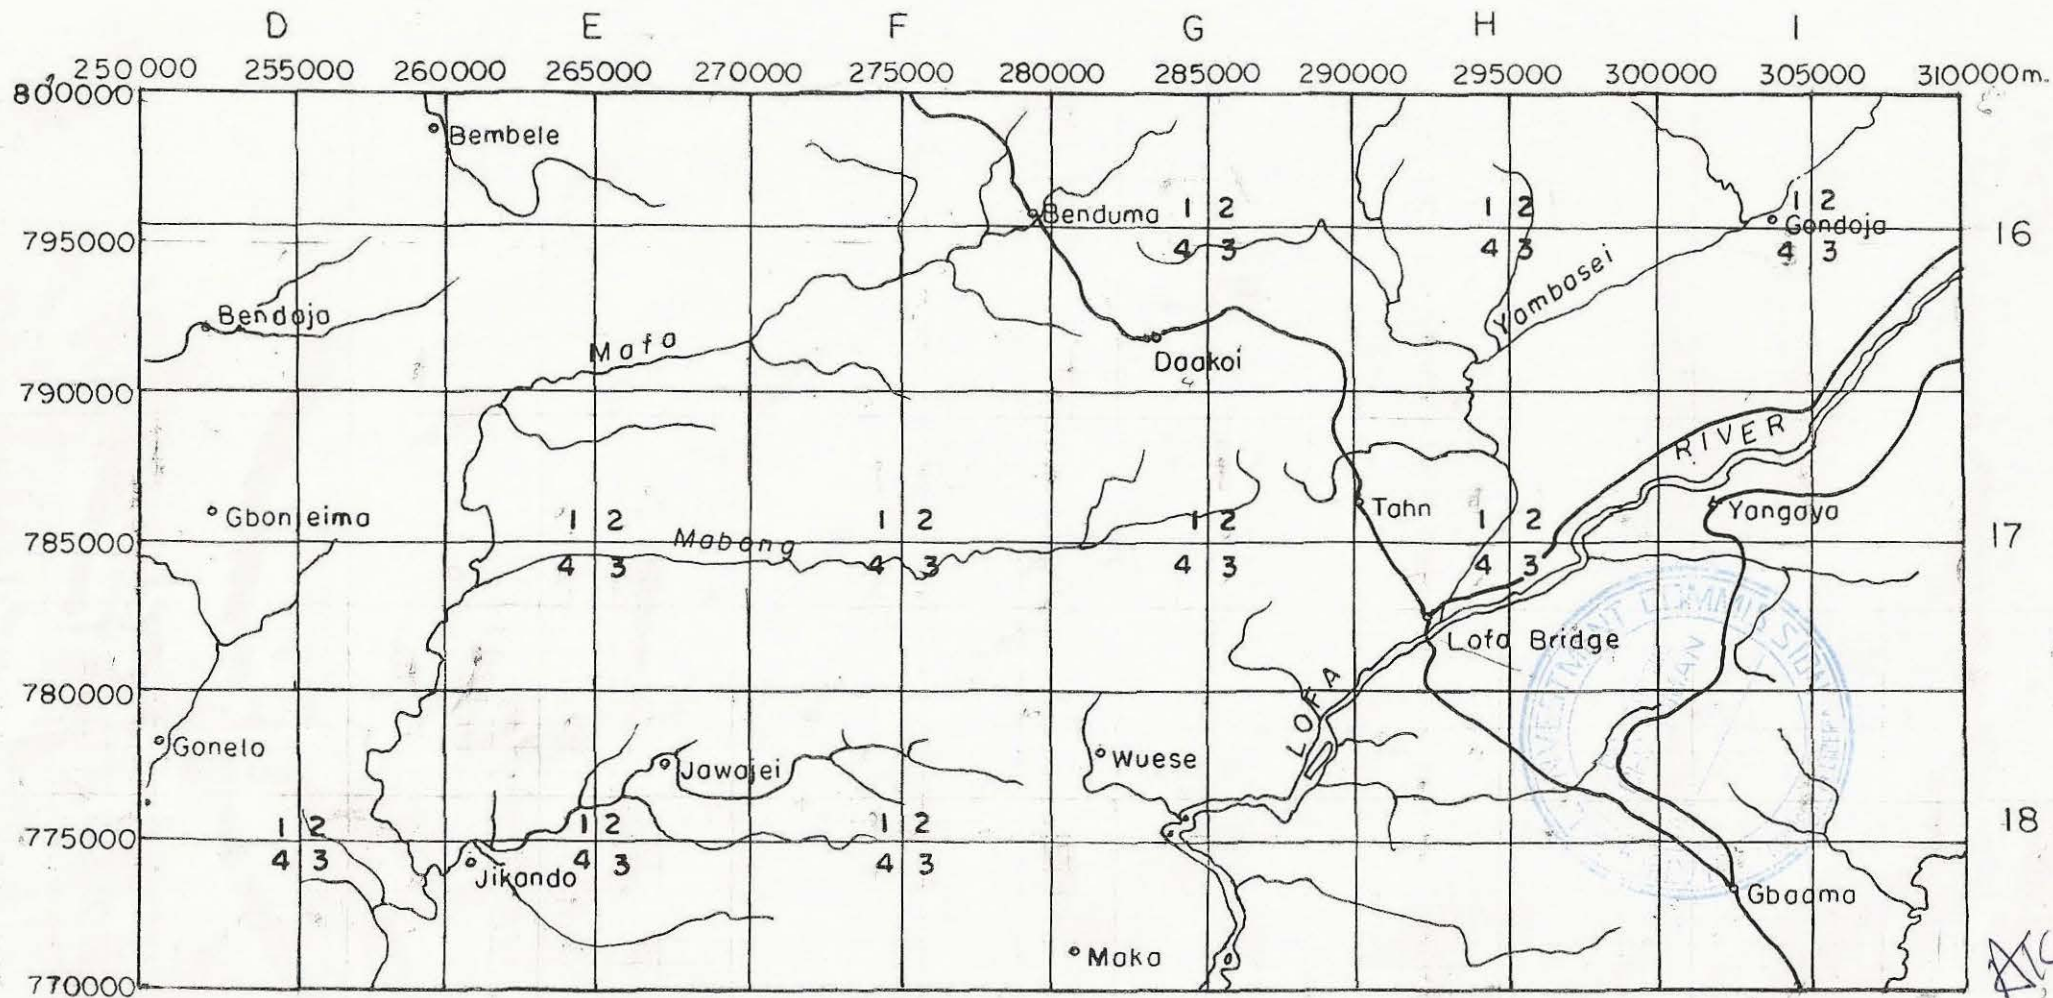 D E F G H I
250000 255000 260000 265000 270000 275000 280000 285000 290000 295000 300000 305000 310000m.
800000
Bembele
Benduma 1 2 1 2 1 2
Gondoja
795000 16
4 3 4 3 4 3
Yambasei
Bendaja
Mafa
Daakoi
790000
RIVER
Tahn
Yangaya
Gbonjeima 1 2 1 2 1 2 1 2
785000 Mabang 17
4 3 4 3 4 3 4 3
Lofa Bridge
780000
LOFA
Gonelo
Wuese
Jawajei
1 2 1 2 1 2
775000 18
4 3 4 3 4 3
Jikando
Gbaama
Maka
770000
INVESTMENT COMMISSION